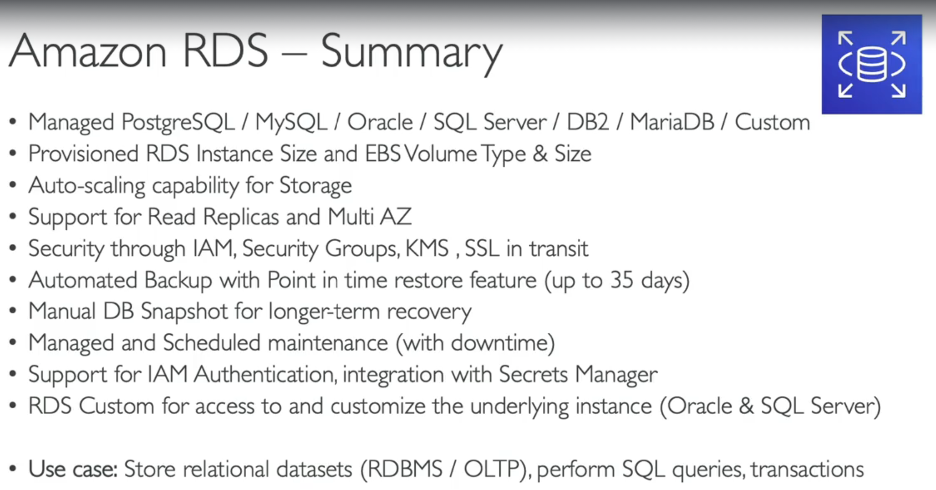 Amazon RDS – Summary
• Managed PostgreSQL / MySQL / Oracle / SQL Server / DB2 / MariaDB / Custom
• Provisioned RDS Instance Size and EBS Volume Type & Size
• Auto-scaling capability for Storage
• Support for Read Replicas and Multi AZ
• Security through IAM, Security Groups, KMS , SSL in transit
• Automated Backup with Point in time restore feature (up to 35 days)
• Manual DB Snapshot for longer-term recovery
• Managed and Scheduled maintenance (with downtime)
• Support for IAM Authentication, integration with Secrets Manager
• RDS Custom for access to and customize the underlying instance (Oracle & SQL Server)
• Use case: Store relational datasets (RDBMS / OLTP), perform SQL queries, transactions